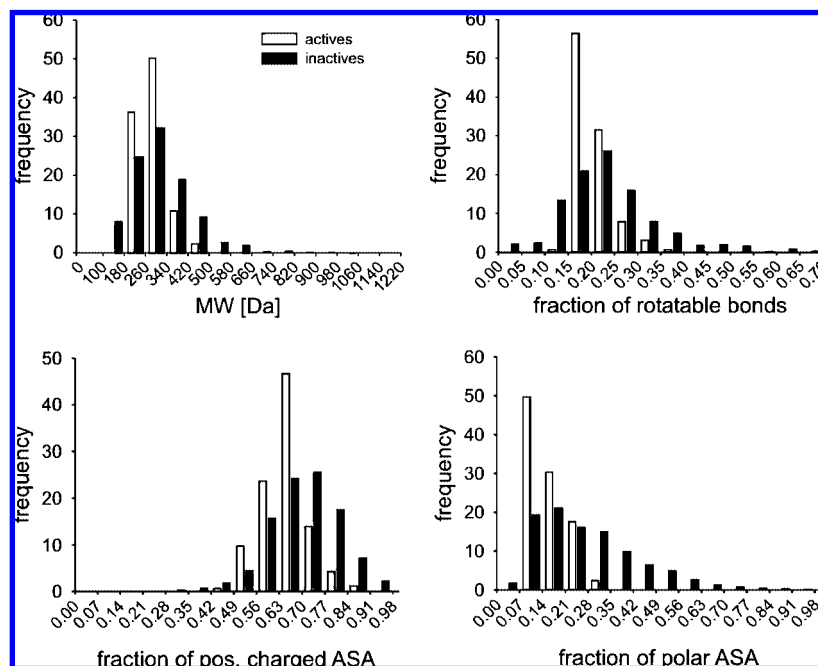 60
50
40
30
20
10
0
frequency
actives
inactives
0 100 180 260 340 420 500 580 660 740 820 900 980 1060 1140 1220
MW [Da]
60
50
40
30
20
10
0
frequency
0.00 0.05 0.10 0.15 0.20 0.25 0.30 0.35 0.40 0.45 0.50 0.55 0.60 0.65
fraction of rotatable bonds
50
40
30
20
10
0
frequency
0.00 0.07 0.14 0.21 0.28 0.35 0.42 0.49 0.56 0.63 0.70 0.77 0.84 0.91 0.98
fraction of pos. charged ASA
60
50
40
30
20
10
0
frequency
0.00 0.07 0.14 0.21 0.28 0.35 0.42 0.49 0.56 0.63 0.70 0.77 0.84 0.91 0.98
fraction of polar ASA